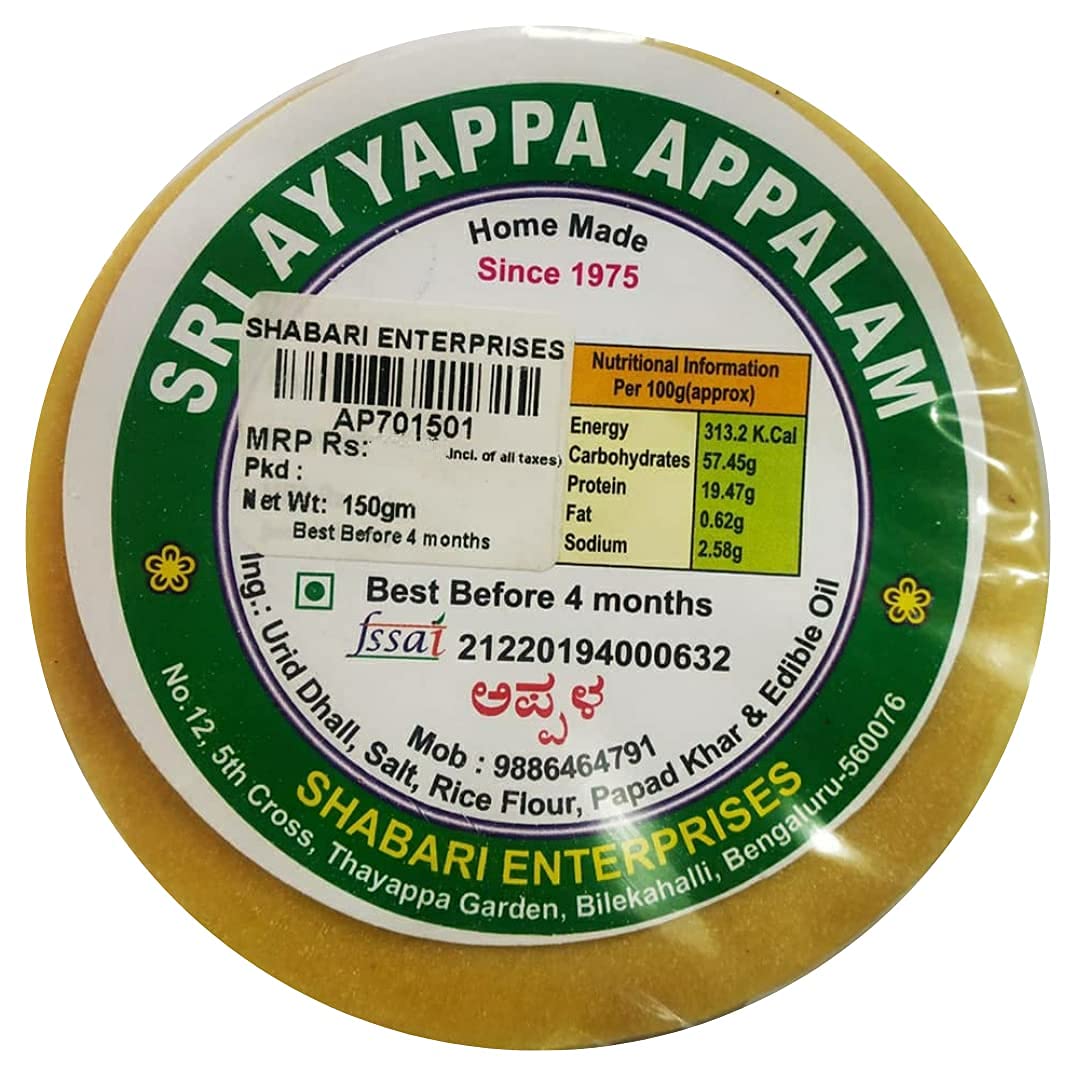 SRI AYYAPPA APPALAM
Home Made
Since 1975
SHABARI ENTERPRISES
AP701501
MRP Rs:
Incl. of all taxes)
Pkd :
Net Wt: 150gm
Best Before 4 months
Nutritional Information
Per 100g(approx)
Energy 313.2 K.Cal
Carbohydrates 57.45g
Protein 19.47g
Fat 0.62g
Sodium 2.58g
Best Before 4 months
fssai 21220194000632
ಅಪ್ಪಳ
Mob : 9886464791
Ing.: Urid Dhall, Salt, Rice Flour, Papad Khar & Edible Oil
SHABARI ENTERPRISES
No.12, 5th Cross, Thayappa Garden, Bilekahalli, Bengaluru-560076